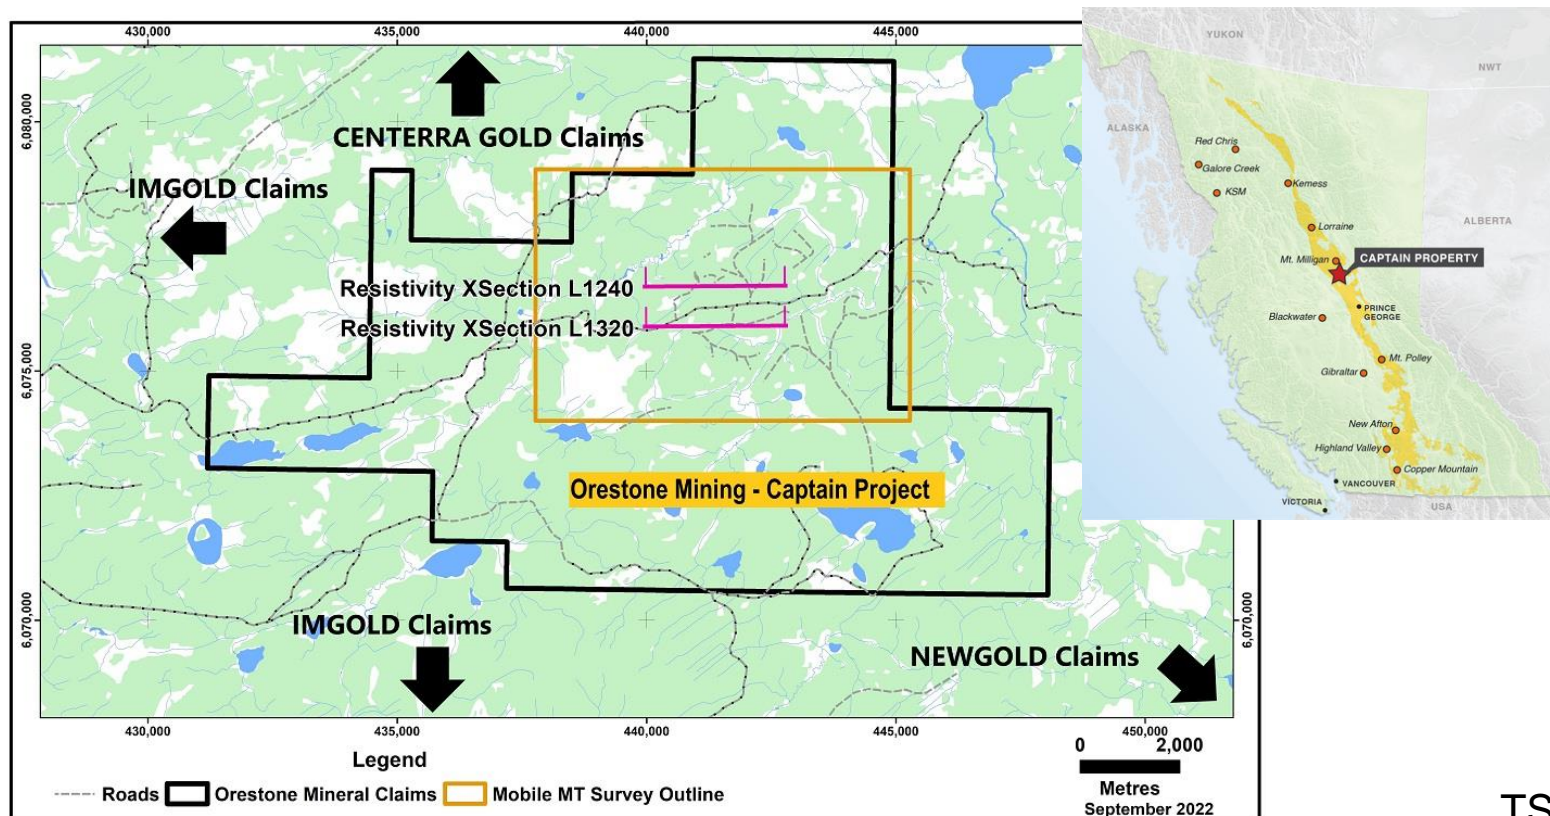 430,000
435,000
440,000
445,000
6,080,000
6,075,000
6,070,000
CENTERRA GOLD Claims
IMGOLD Claims
Resistivity XSection L1240
Resistivity XSection L1320
Orestone Mining - Captain Project
IMGOLD Claims
NEWGOLD Claims
6,070,000
430,000
435,000
440,000
445,000
450,000
0 2,000
Metres
September 2022
Legend
Roads
Orestone Mineral Claims
Mobile MT Survey Outline
YUKON
NWT
ALASKA
Red Chris
Galore Creek
KSM
Kemess
ALBERTA
Lorraine
Mt. Milligan
CAPTAIN PROPERTY
PRINCE
GEORGE
Blackwater
Mt. Polley
Gibraltar
New Afton
Highland Valley
Copper Mountain
VANCOUVER
VICTORIA
USA
TS